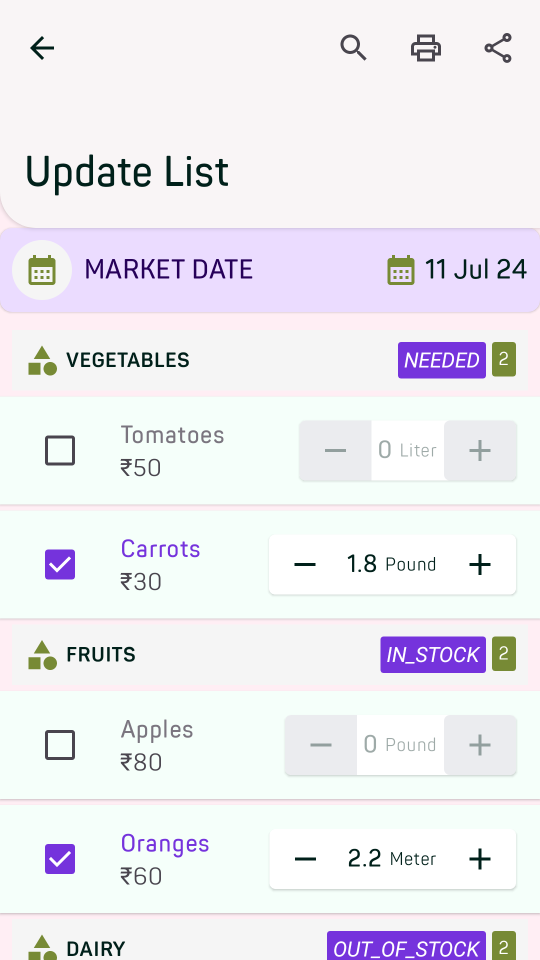 Update List
MARKET DATE 11 Jul 24
VEGETABLES NEEDED 2
Tomatoes
₹50
0 Liter
Carrots
₹30
1.8 Pound
FRUITS IN_STOCK 2
Apples
₹80
0 Pound
Oranges
₹60
2.2 Meter
DAIRY OUT_OF_STOCK 2